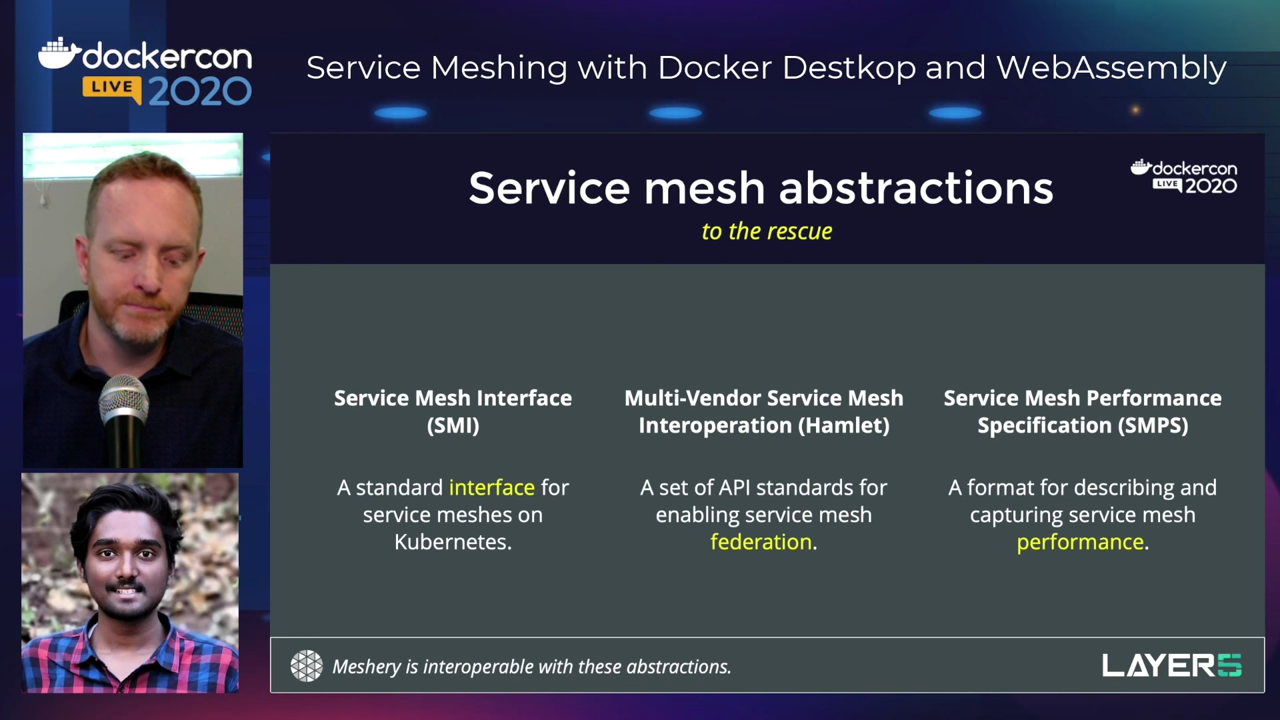 dockercon
LIVE 2020
Service Meshing with Docker Destkop and WebAssembly
Service mesh abstractions
to the rescue
dockercon
LIVE 2020
Service Mesh Interface
(SMI)
A standard interface for
service meshes on
Kubernetes.
Multi-Vendor Service Mesh
Interoperation (Hamlet)
A set of API standards for
enabling service mesh
federation.
Service Mesh Performance
Specification (SMPS)
A format for describing and
capturing service mesh
performance.
Meshery is interoperable with these abstractions.
LAYER5